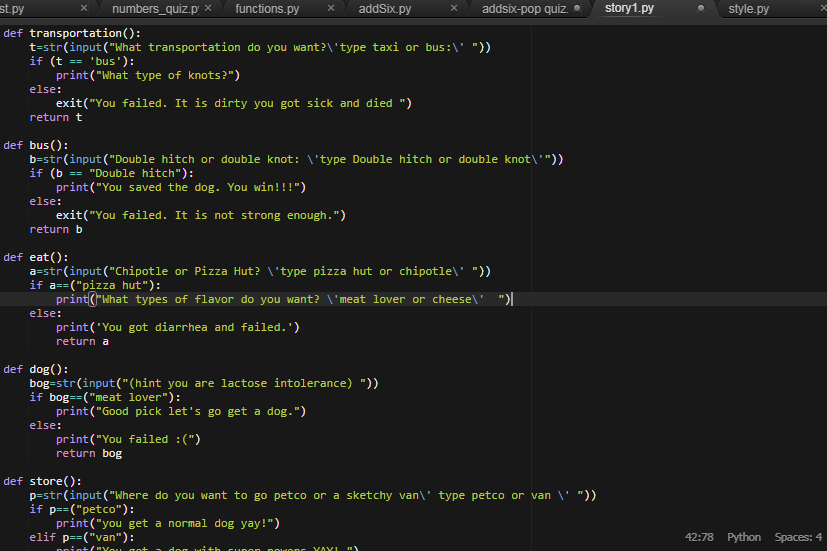 st.py numbers_quiz.py functions.py addSix.py addsix-pop quiz. story1.py style.py
def transportation():
    t=str(input("What transportation do you want?\'type taxi or bus:\' "))
    if (t == 'bus'):
        print("What type of knots?")
    else:
        exit("You failed. It is dirty you got sick and died ")
    return t
def bus():
    b=str(input("Double hitch or double knot: \'type Double hitch or double knot\'"))
    if (b == "Double hitch"):
        print("You saved the dog. You win!!!")
    else:
        exit("You failed. It is not strong enough.")
    return b
def eat():
    a=str(input("Chipotle or Pizza Hut? \'type pizza hut or chipotle\' "))
    if a==("pizza hut"):
        print("What types of flavor do you want? \'meat lover or cheese\'  ")
    else:
        print('You got diarrhea and failed.')
        return a
def dog():
    bog=str(input("(hint you are lactose intolerance) "))
    if bog==("meat lover"):
        print("Good pick let's go get a dog.")
    else:
        print("You failed :(")
        return bog
def store():
    p=str(input("Where do you want to go petco or a sketchy van\' type petco or van \' "))
    if p==("petco"):
        print("you get a normal dog yay!")
    elif p==("van"):
        print("You get a dog with super powers YAY! ")
42:78 Python Spaces: 4